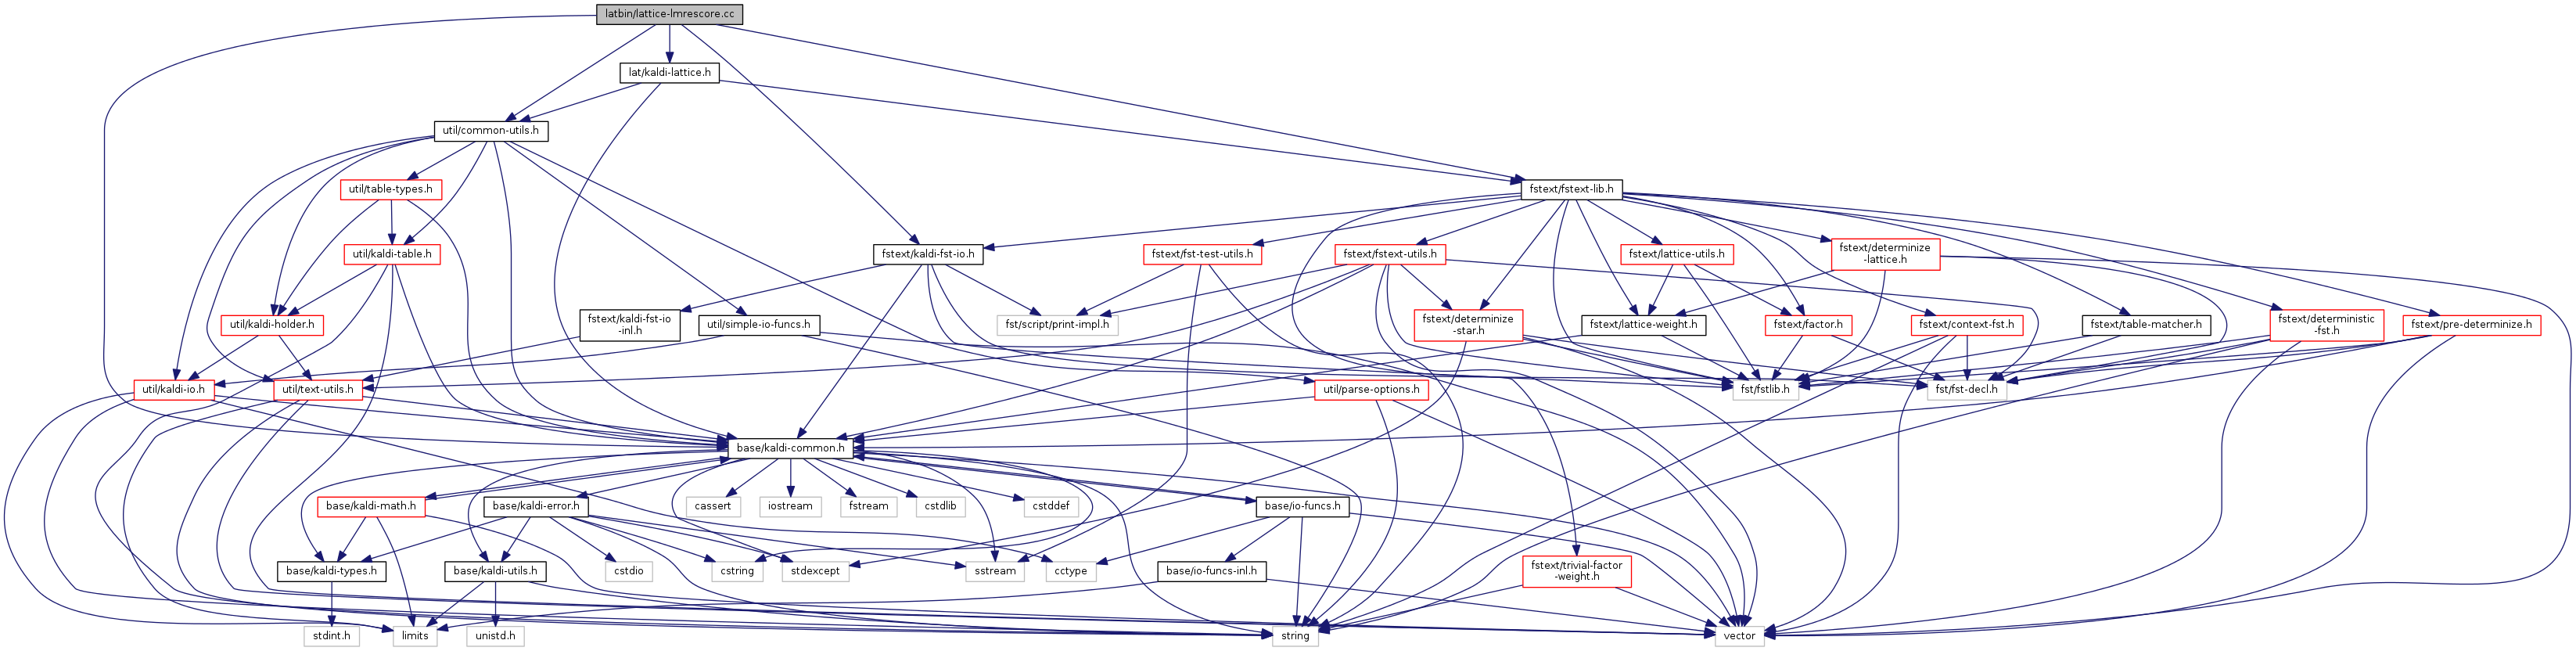 latbin/lattice-lmrescore.cc
lat/kaldi-lattice.h
util/common-utils.h
util/table-types.h
fstext/fstext-lib.h
util/kaldi-table.h
fstext/kaldi-fst-io.h
fstext/fst-test-utils.h
fstext/fstext-utils.h
fstext/lattice-utils.h
fstext/determinize
-lattice.h
util/kaldi-holder.h
fstext/kaldi-fst-io
-inl.h
util/simple-io-funcs.h
fst/script/print-impl.h
fstext/determinize
-star.h
fstext/lattice-weight.h
fstext/factor.h
fstext/context-fst.h
fstext/table-matcher.h
fstext/deterministic
-fst.h
fstext/pre-determinize.h
util/kaldi-io.h
util/text-utils.h
util/parse-options.h
fst/fstlib.h
fst/fst-decl.h
base/kaldi-common.h
base/kaldi-math.h
base/kaldi-error.h
cassert
iostream
fstream
cstdlib
cstddef
base/io-funcs.h
base/kaldi-types.h
base/kaldi-utils.h
cstdio
cstring
stdexcept
sstream
cctype
base/io-funcs-inl.h
fstext/trivial-factor
-weight.h
stdint.h
limits
unistd.h
string
vector